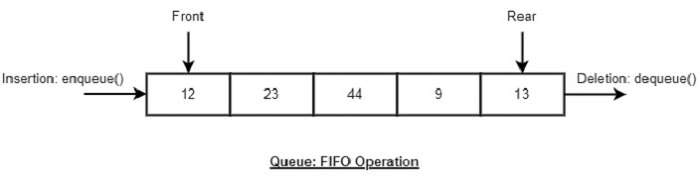 Front Rear
Insertion: enqueue() Deletion: dequeue()
12 23 44 9 13
Queue: FIFO Operation